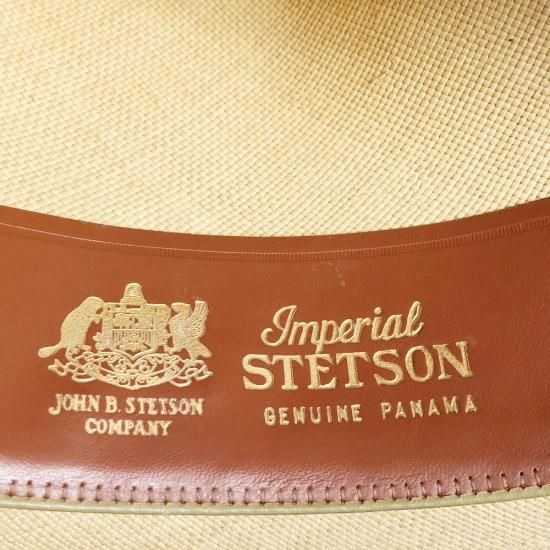 Imperial
STETSON
GENUINE PANAMA
JOHN B. STETSON
COMPANY